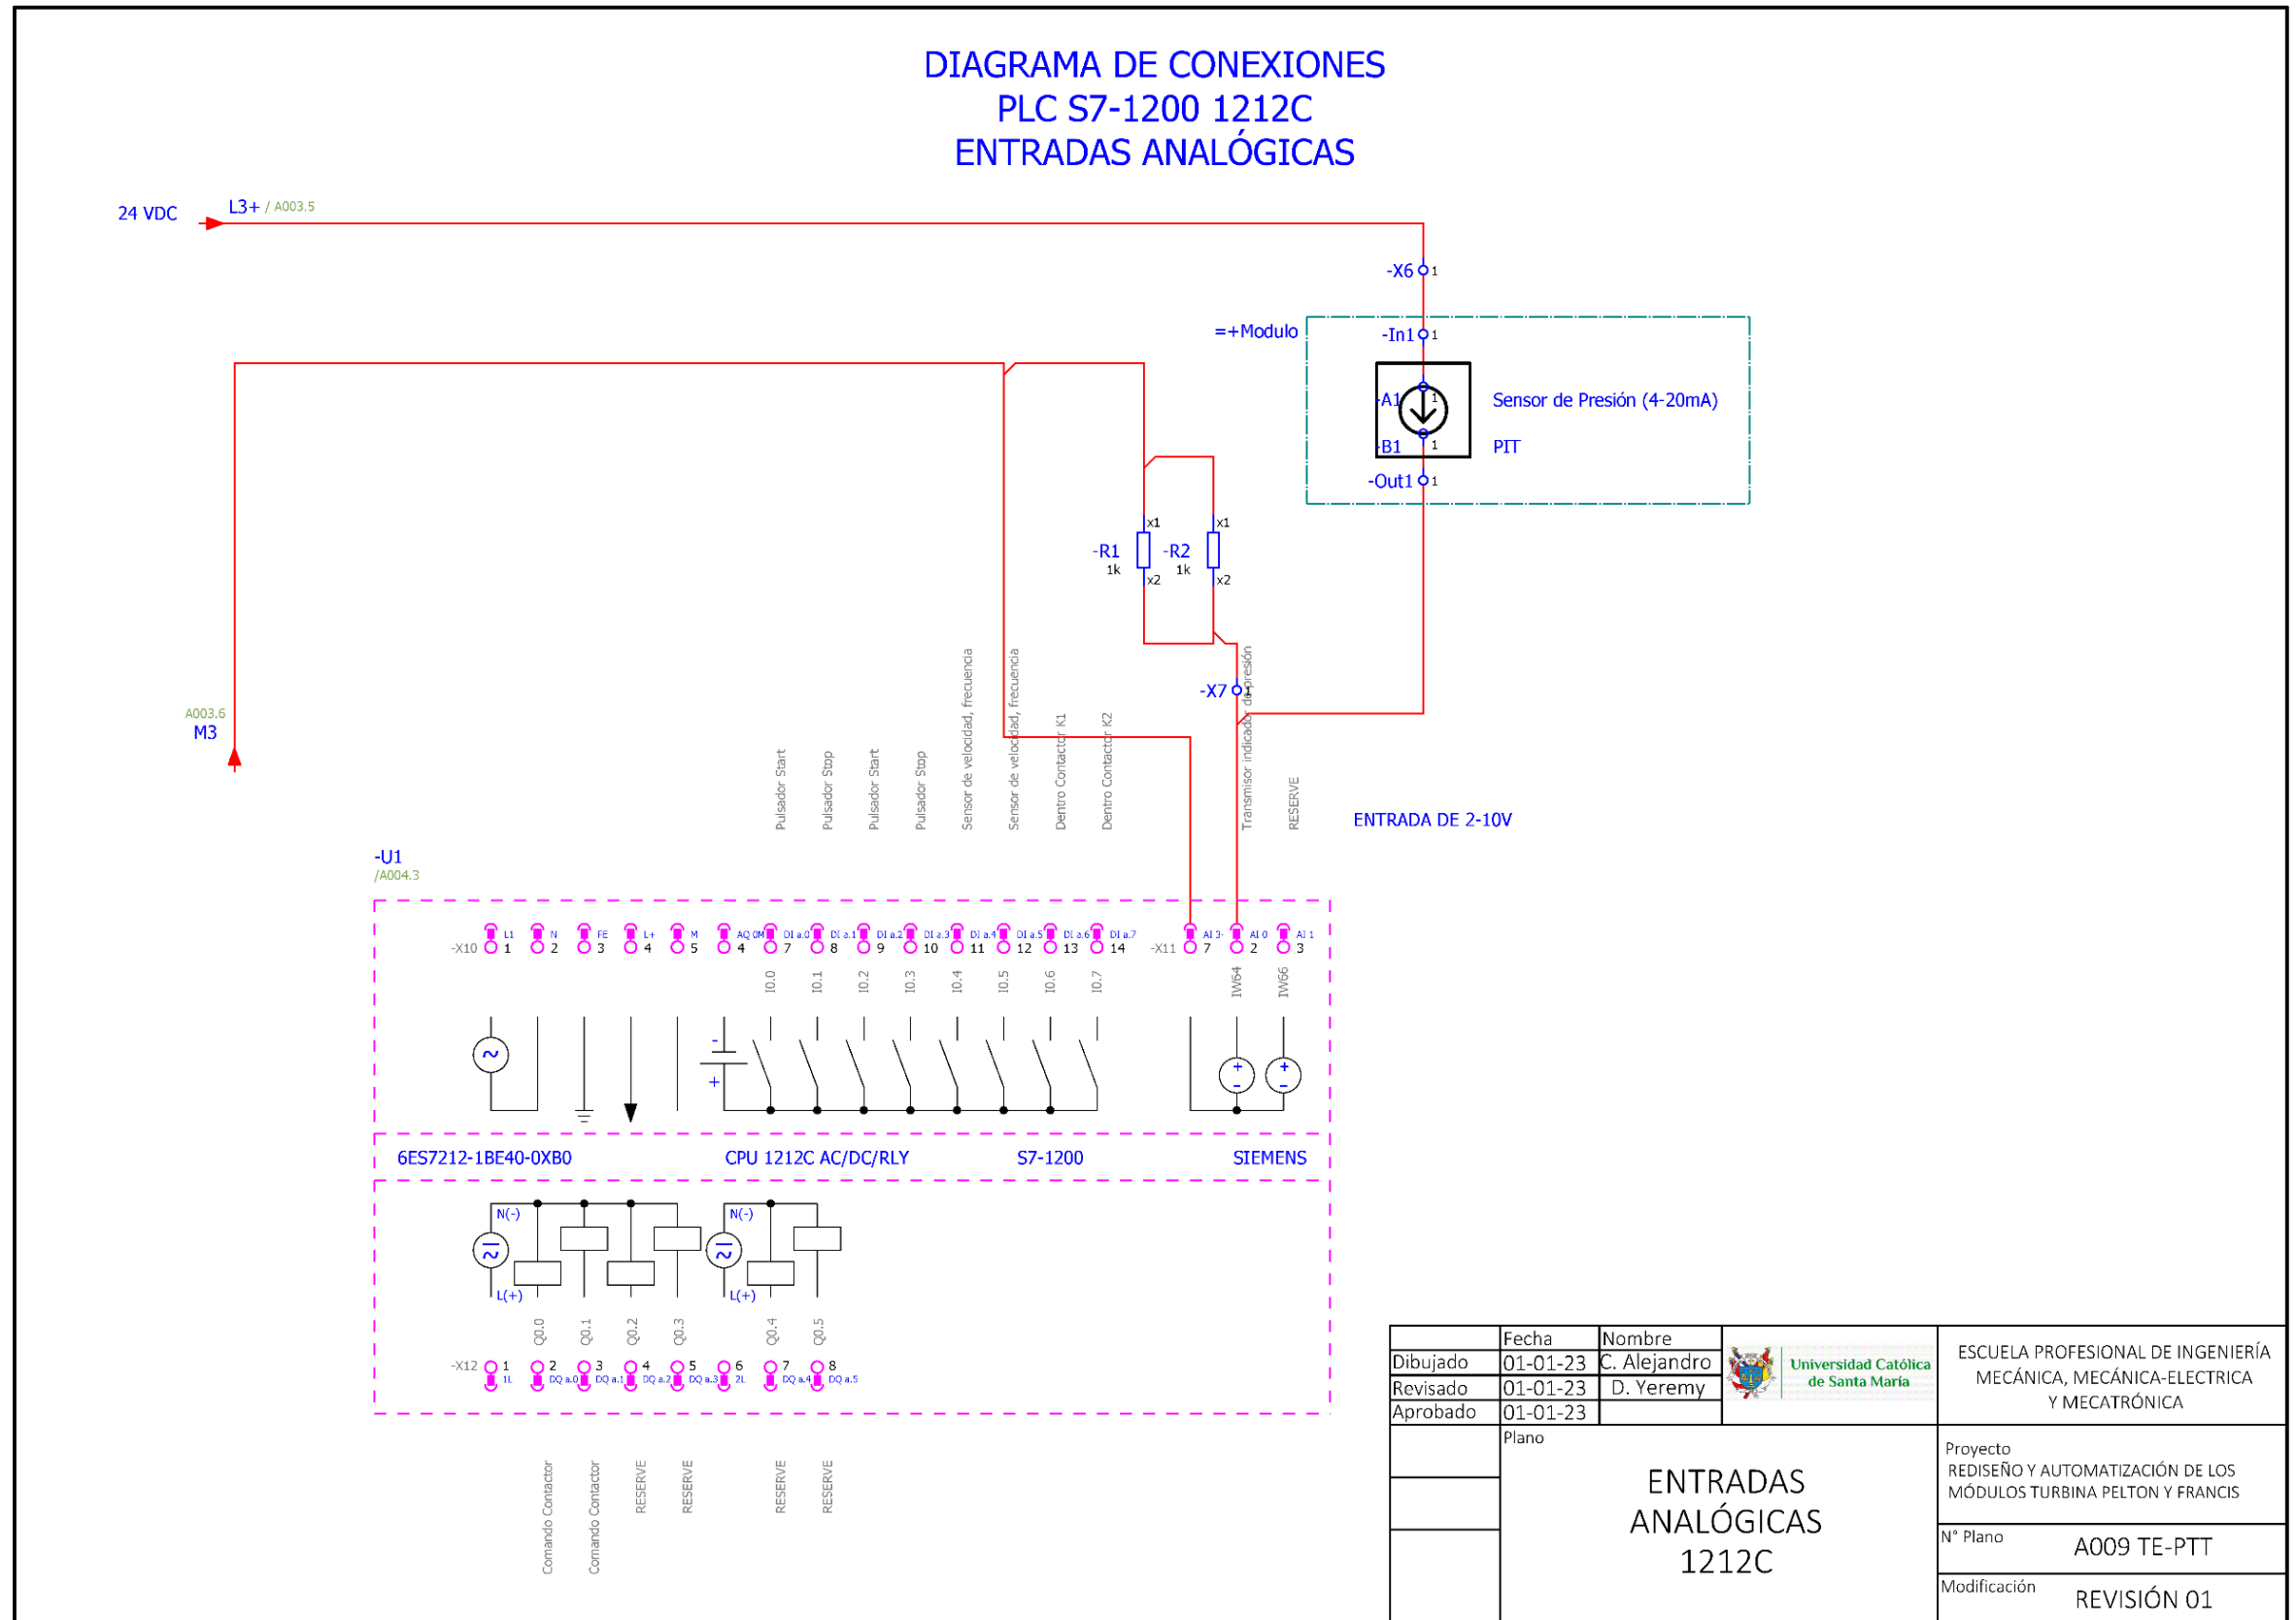 DIAGRAMA DE CONEXIONES
PLC S7-1200 1212C
ENTRADAS ANALÓGICAS
24 VDC
L3+ / A003.5
-X6 1
=+Modulo
-In1 1
-A1 1
Sensor de Presión (4-20mA)
-B1 1
PIT
-Out1 1
x1 x1
-R1 -R2
1k 1k
x2 x2
-X7 1
A003.6
M3
Pulsador Start
Pulsador Stop
Pulsador Start
Pulsador Stop
Sensor de velocidad, frecuencia
Sensor de velocidad, frecuencia
Dentro Contactor K1
Dentro Contactor K2
Transmisor indicador de presión
RESERVE
ENTRADA DE 2-10V
-U1
/A004.3
L1 N FE L+ M AQ 0M DI a.0 DI a.1 DI a.2 DI a.3 DI a.4 DI a.5 DI a.6 DI a.7 AI 3- AI 0 AI 1
-X10 1 2 3 4 5 4 7 8 9 10 11 12 13 14 -X11 7 2 3
I0.0 I0.1 I0.2 I0.3 I0.4 I0.5 I0.6 I0.7 IW64 IW66
~ - + + - + -
6ES7212-1BE40-0XB0 CPU 1212C AC/DC/RLY S7-1200 SIEMENS
N(-) N(-)
L(+) L(+)
Q0.0 Q0.1 Q0.2 Q0.3 Q0.4 Q0.5
-X12 1 2 3 4 5 6 7 8
1L DQ a.0 DQ a.1 DQ a.2 DQ a.3 2L DQ a.4 DQ a.5
Comando Contactor
Comando Contactor
RESERVE
RESERVE
RESERVE
RESERVE
Fecha Nombre
Dibujado 01-01-23 C. Alejandro
Revisado 01-01-23 D. Yeremy
Aprobado 01-01-23
Universidad Católica
de Santa María
ESCUELA PROFESIONAL DE INGENIERÍA
MECÁNICA, MECÁNICA-ELECTRICA
Y MECATRÓNICA
Plano
ENTRADAS
ANALÓGICAS
1212C
Proyecto
REDISEÑO Y AUTOMATIZACIÓN DE LOS
MÓDULOS TURBINA PELTON Y FRANCIS
N° Plano A009 TE-PTT
Modificación REVISIÓN 01